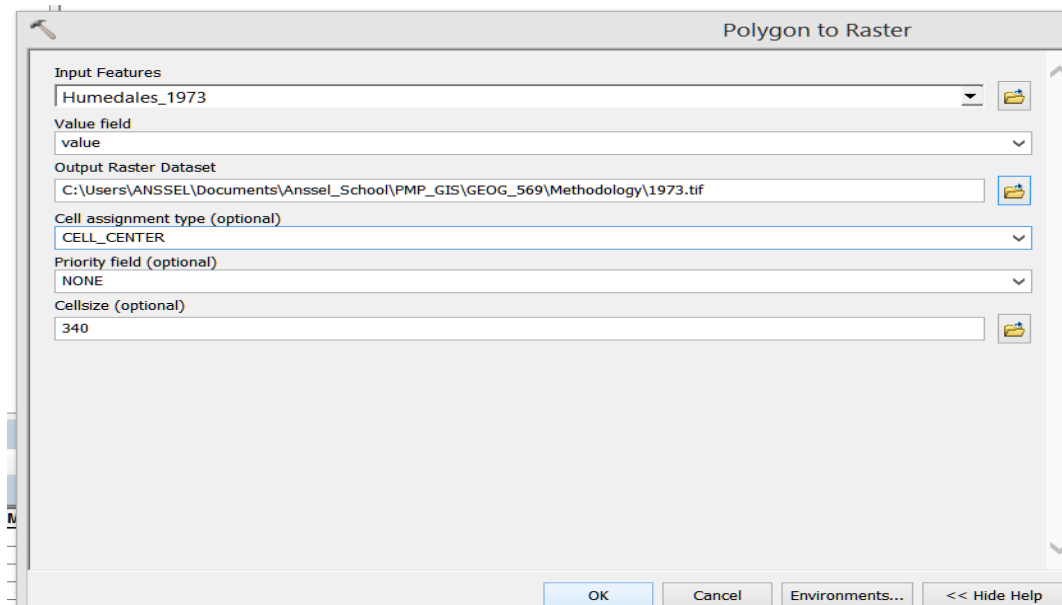 Polygon to Raster
Input Features
Humedales_1973
Value field
value
Output Raster Dataset
C:\Users\ANSSEL\Documents\Anssel_School\PMP_GIS\GEOG_569\Methodology\1973.tif
Cell assignment type (optional)
CELL_CENTER
Priority field (optional)
NONE
Cellsize (optional)
340
OK Cancel Environments... << Hide Help